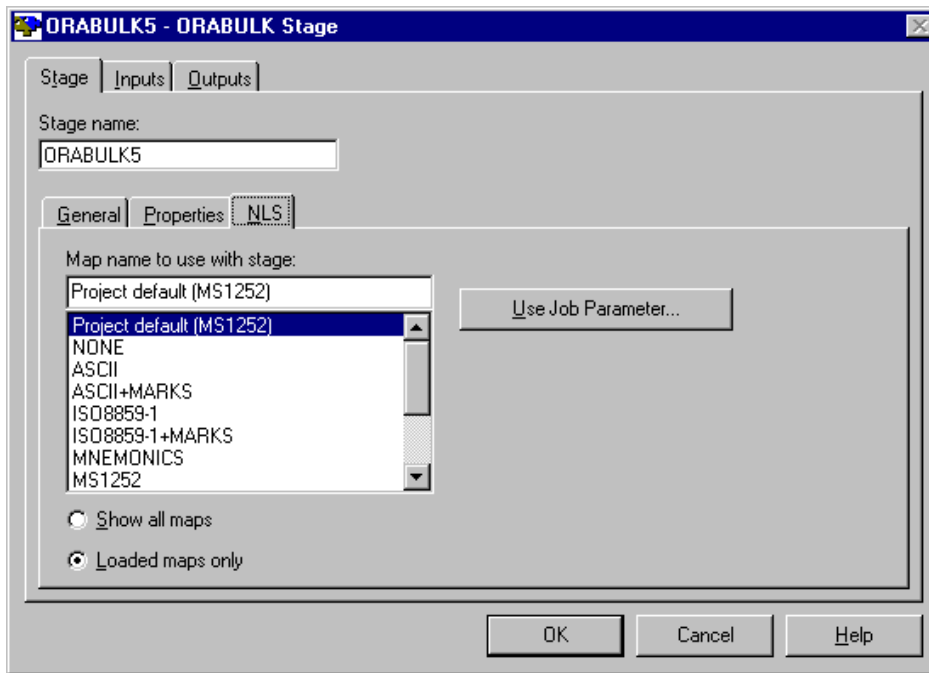 ORABULK5 - ORABULK Stage
Stage Inputs Outputs
Stage name:
ORABULK5
General Properties NLS
Map name to use with stage:
Project default (MS1252)
Use Job Parameter...
Project default (MS1252)
NONE
ASCII
ASCII+MARKS
ISO8859-1
ISO8859-1+MARKS
MNEMONICS
MS1252
Show all maps
Loaded maps only
OK Cancel Help